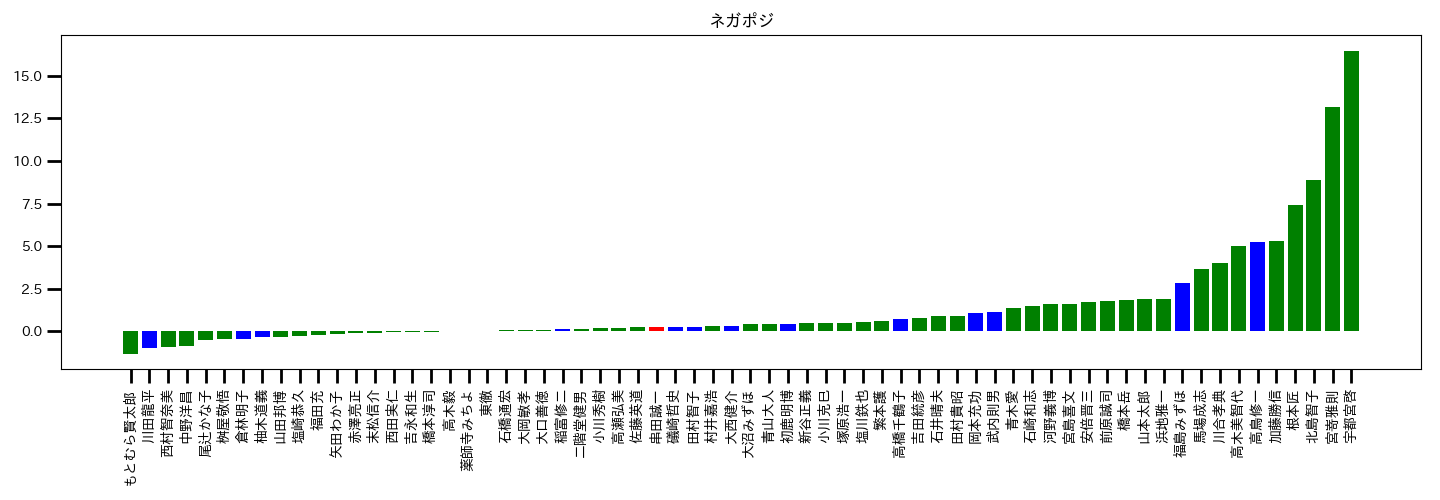 ネガポジ
15.0
12.5
10.0
7.5
5.0
2.5
0.0
もとむら賢太郎
川田龍平
西村智奈美
中野洋昌
尾辻かな子
桝屋敬悟
倉林明子
柚木道義
山田邦博
塩崎恭久
福田充
矢田わか子
赤澤亮正
末松信介
西田実仁
吉永和生
橋本淳司
高木毅
薬師寺みちよ
東徹
石橋通宏
大岡敏孝
大口善徳
稲富修二
二階堂健男
小川秀樹
高瀬弘美
佐藤英道
串田誠一
礒崎哲史
田村智子
村井嘉浩
大西健介
大沼みずほ
青山大人
初鹿明博
新谷正義
小川克巳
塚原浩一
塩川鉄也
繁本護
高橋千鶴子
吉田統彦
石井晴夫
田村貴昭
岡本充功
武内則男
青木愛
石崎和志
河野義博
宮島喜文
安倍晋三
前原誠司
橋本岳
山本太郎
浜地雅一
福島みずほ
馬場成志
川合孝典
高木美智代
高鳥修一
加藤勝信
根本匠
北島智子
宮嵜雅則
宇都宮啓